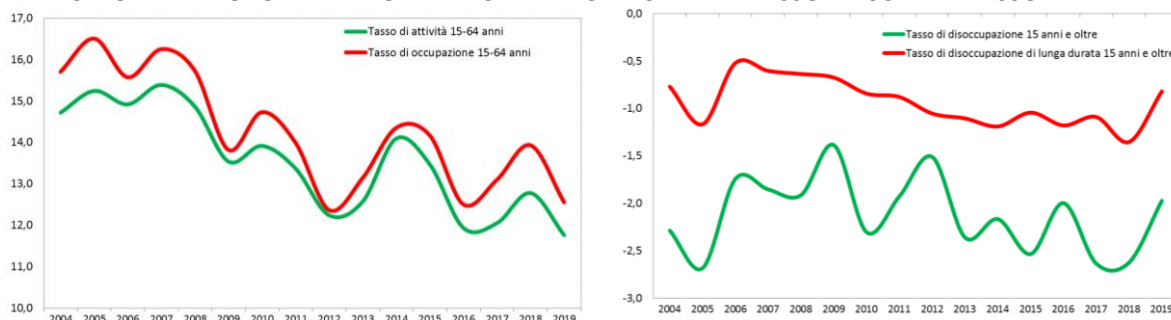 17,0
16,0
15,0
14,0
13,0
12,0
11,0
10,0
Tasso di attività 15-64 anni
Tasso di occupazione 15-64 anni
2004 2005 2006 2007 2008 2009 2010 2011 2012 2013 2014 2015 2016 2017 2018 2019
0,0
-0,5
-1,0
-1,5
-2,0
-2,5
-3,0
Tasso di disoccupazione 15 anni e oltre
Tasso di disoccupazione di lunga durata 15 anni e oltre
2004 2005 2006 2007 2008 2009 2010 2011 2012 2013 2014 2015 2016 2017 2018 2019